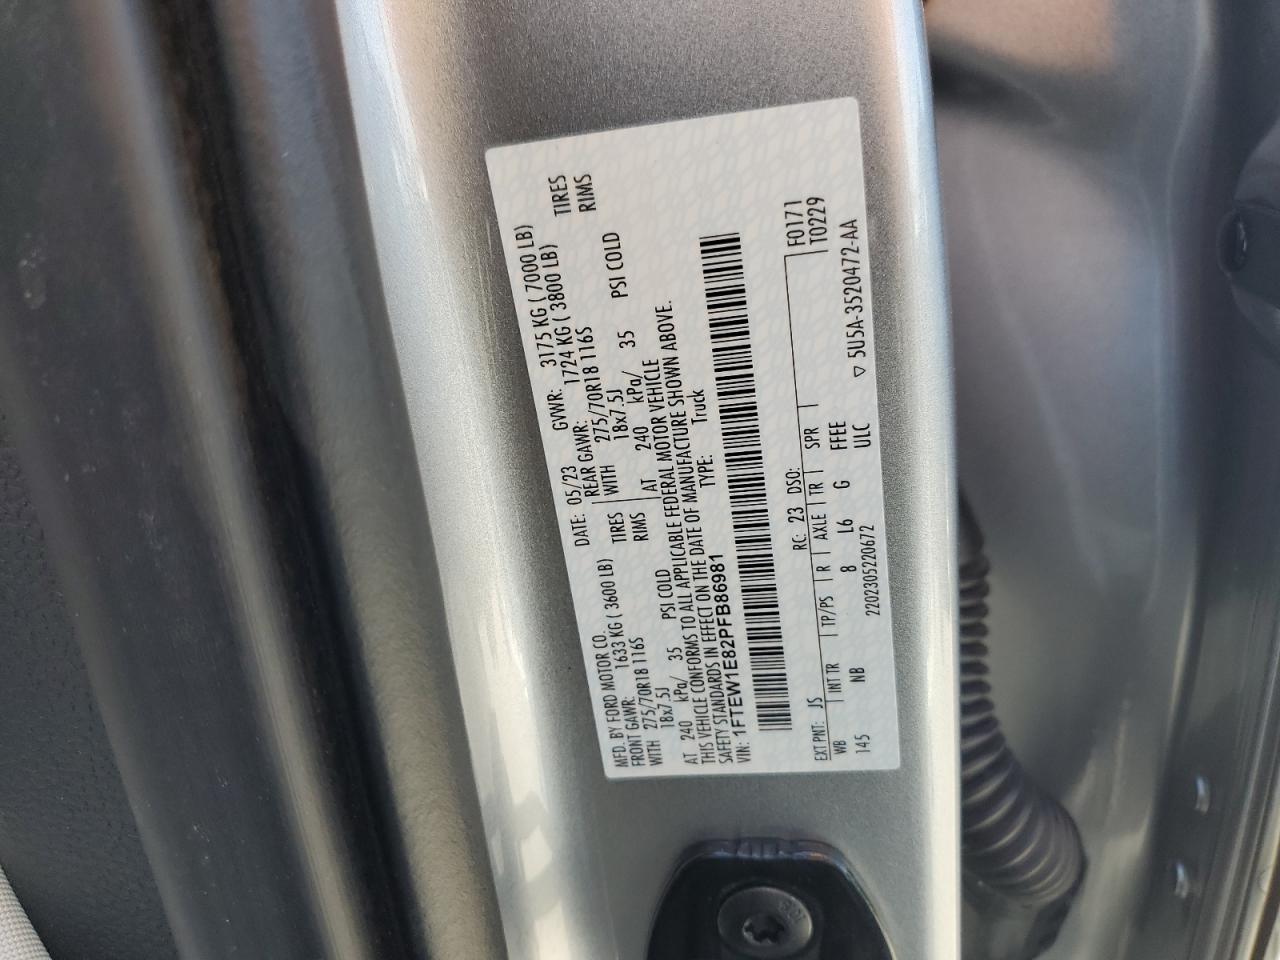 MFD. BY FORD MOTOR CO.
DATE: 05/23 GVWR: 3175 KG ( 7000 LB)
FRONT GAWR: 1633 KG ( 3600 LB) REAR GAWR: 1724 KG ( 3800 LB)
WITH 275/70R18 116S TIRES WITH 275/70R18 116S TIRES
18x7.5J RIMS 18x7.5J RIMS
AT 240 kPa/ 35 PSI COLD AT 240 kPa/ 35 PSI COLD
THIS VEHICLE CONFORMS TO ALL APPLICABLE FEDERAL MOTOR VEHICLE
SAFETY STANDARDS IN EFFECT ON THE DATE OF MANUFACTURE SHOWN ABOVE.
VIN: 1FTEW1E82PFB86981 TYPE: Truck
F0171
EXT PNT: JS RC: 23 DSO: T0229
WB INT TR TP/PS R AXLE TR SPR
145 NB 8 L6 G FFEE
2202305220672 ULC ▽ 5U5A-3520472-AA